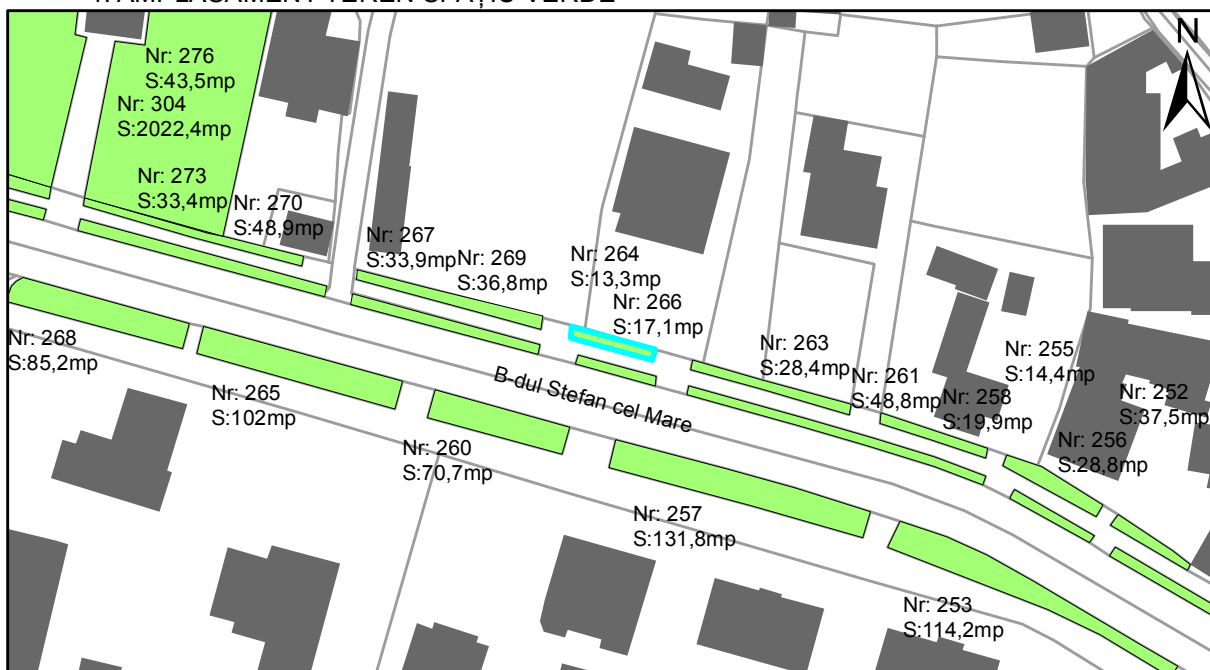 N
Nr: 276
S:43,5mp
Nr: 304
S:2022,4mp
Nr: 273
S:33,4mp
Nr: 270
S:48,9mp
Nr: 267
S:33,9mp
Nr: 269
S:36,8mp
Nr: 264
S:13,3mp
Nr: 266
S:17,1mp
Nr: 263
S:28,4mp
Nr: 261
S:48,8mp
Nr: 255
S:14,4mp
Nr: 258
S:19,9mp
Nr: 252
S:37,5mp
Nr: 256
S:28,8mp
Nr: 268
S:85,2mp
Nr: 265
S:102mp
B-dul Stefan cel Mare
Nr: 260
S:70,7mp
Nr: 257
S:131,8mp
Nr: 253
S:114,2mp